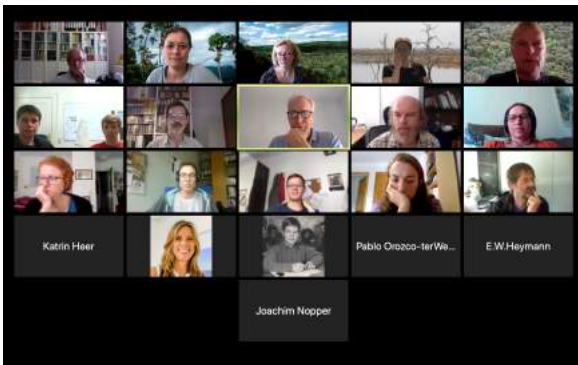 Katrin Heer
Pablo Orozco-terWe...
E.W.Heymann
Joachim Nopper